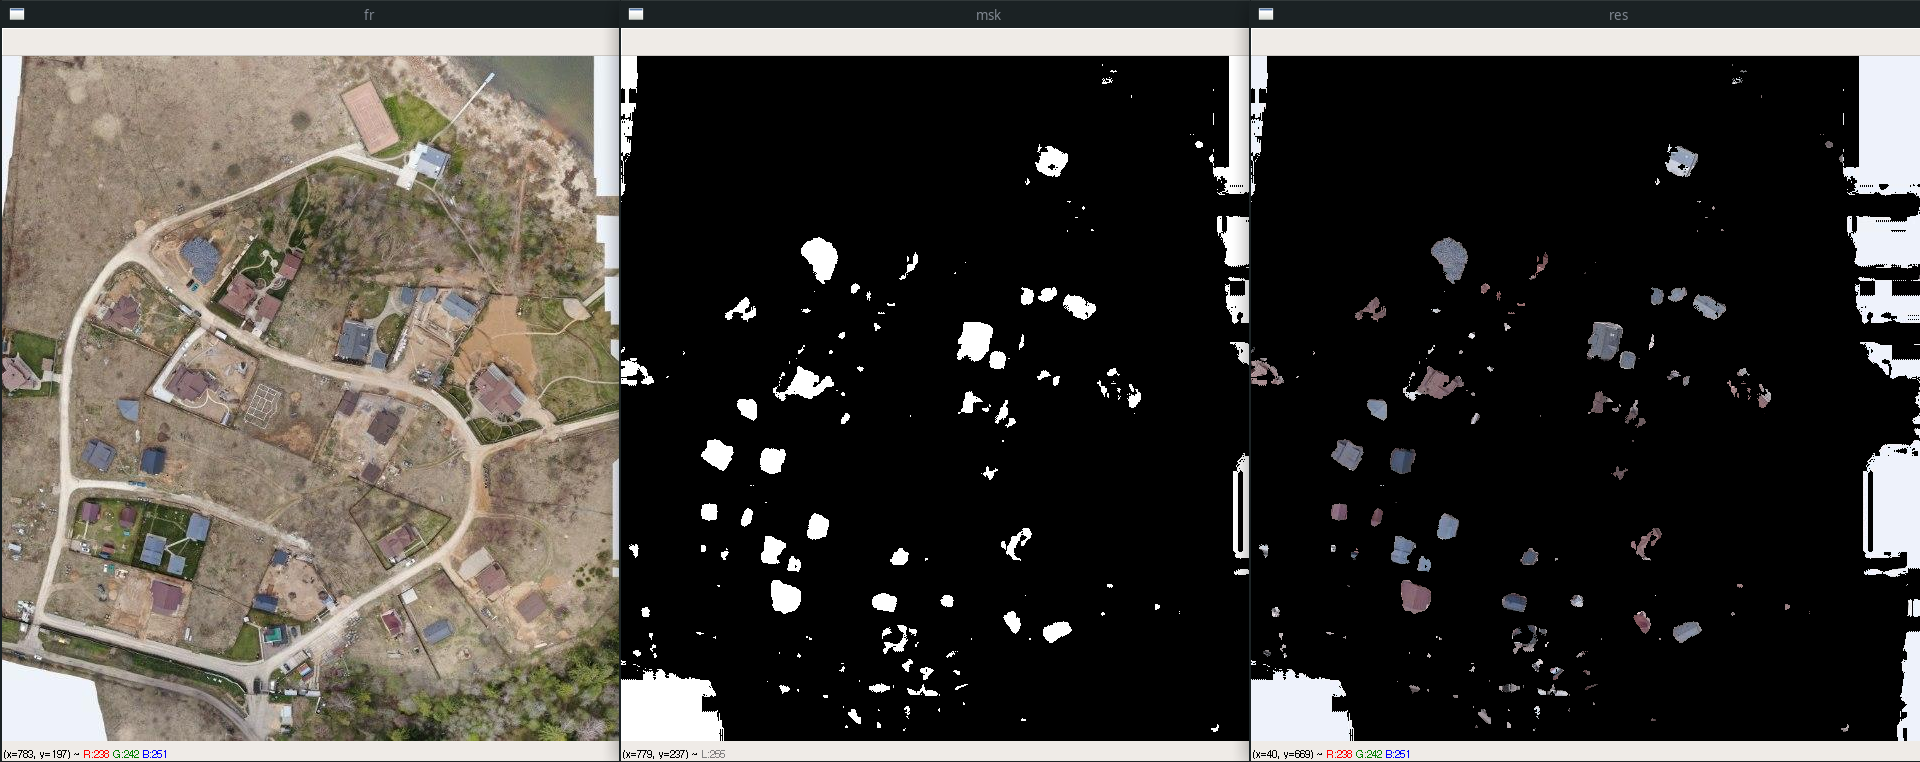 fr
msk
res
(x=783, y=197) ~ R:238 G:242 B:251
(x=779, y=237) ~ L:255
(x=40, y=669) ~ R:238 G:242 B:251